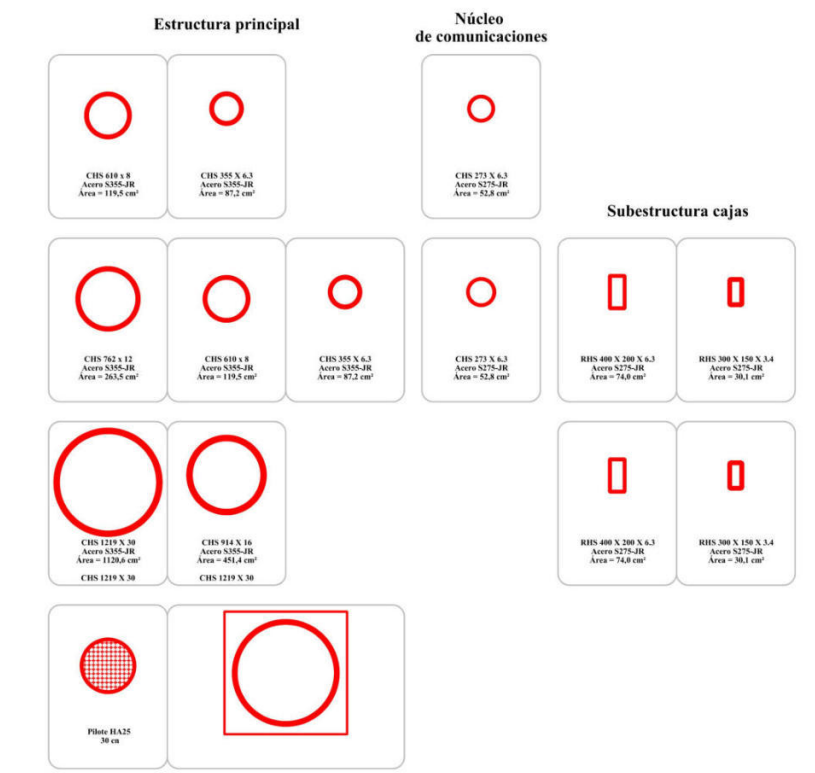 Estructura principal
Núcleo
de comunicaciones
CHS 610 x 8
Acero S355-JR
Área = 119,5 cm²
CHS 355 X 6.3
Acero S355-JR
Área = 87,2 cm²
CHS 273 X 6.3
Acero S275-JR
Área = 52,8 cm²
Subestructura cajas
CHS 762 x 12
Acero S355-JR
Área = 263,5 cm²
CHS 610 x 8
Acero S355-JR
Área = 119,5 cm²
CHS 355 X 6.3
Acero S355-JR
Área = 87,2 cm²
CHS 273 X 6.3
Acero S275-JR
Área = 52,8 cm²
RHS 400 X 200 X 6.3
Acero S275-JR
Área = 74,0 cm²
RHS 300 X 150 X 3.4
Acero S275-JR
Área = 30,1 cm²
CHS 1219 X 30
Acero S355-JR
Área = 1120,6 cm²
CHS 1219 X 30
CHS 914 X 16
Acero S355-JR
Área = 451,4 cm²
CHS 1219 X 30
RHS 400 X 200 X 6.3
Acero S275-JR
Área = 74,0 cm²
RHS 300 X 150 X 3.4
Acero S275-JR
Área = 30,1 cm²
Pilote HA25
30 cn